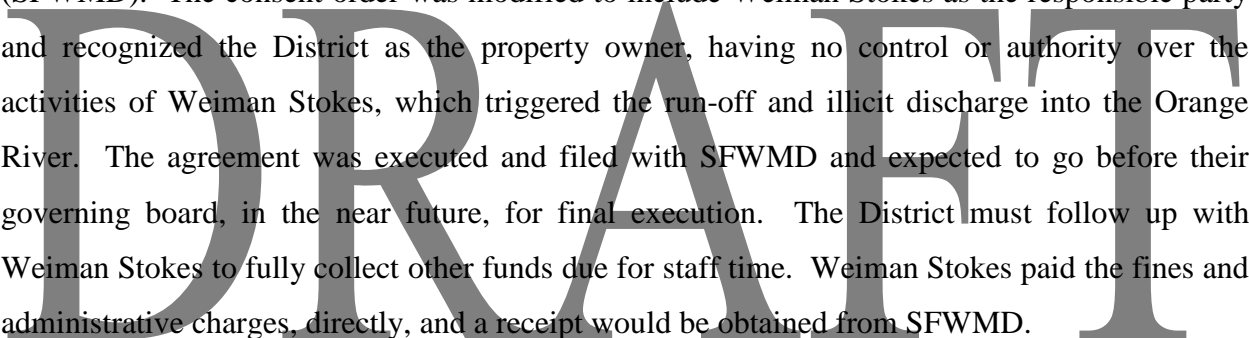 (SFWMD). The consent order was modified to include Weiman Stokes as the responsible party
and recognized the District as the property owner, having no control or authority over the
activities of Weiman Stokes, which triggered the run-off and illicit discharge into the Orange
River. The agreement was executed and filed with SFWMD and expected to go before their
governing board, in the near future, for final execution. The District must follow up with
Weiman Stokes to fully collect other funds due for staff time. Weiman Stokes paid the fines and
administrative charges, directly, and a receipt would be obtained from SFWMD.
DRAFT